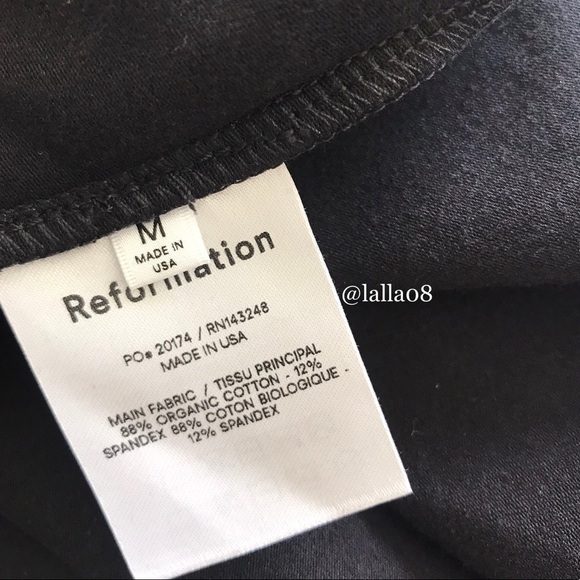 M
MADE IN
USA
Reformation
@lallao8
PO# 20174 / RN143248
MADE IN USA
MAIN FABRIC / TISSU PRINCIPAL
88% ORGANIC COTTON - 12%
SPANDEX 88% COTON BIOLOGIQUE -
12% SPANDEX